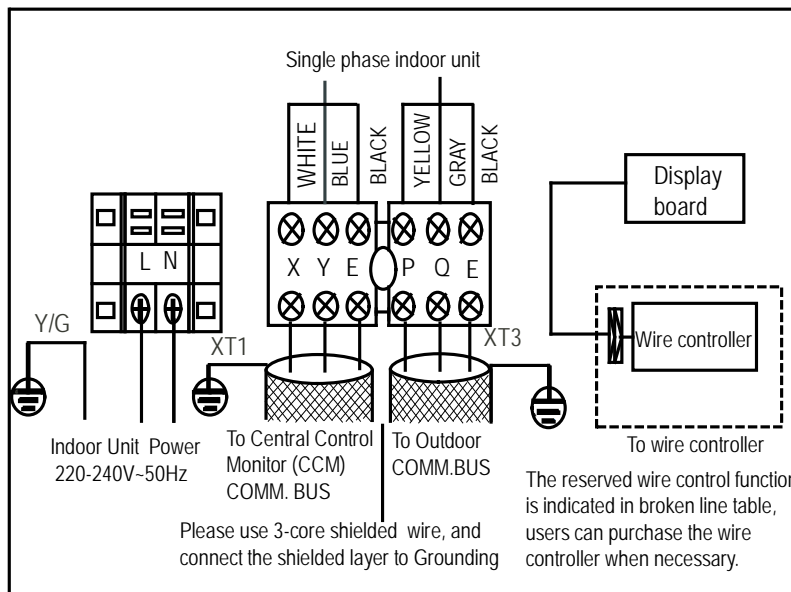 Single phase indoor unit
WHITE
BLUE
BLACK
YELLOW
GRAY
BLACK
Display
board
L N
X Y E P Q E
Y/G
XT1
XT3
Wire controller
Indoor Unit Power
220-240V~50Hz
To Central Control
Monitor (CCM)
COMM. BUS
To Outdoor
COMM.BUS
To wire controller
Please use 3-core shielded wire, and
connect the shielded layer to Grounding
The reserved wire control function
is indicated in broken line table,
users can purchase the wire
controller when necessary.